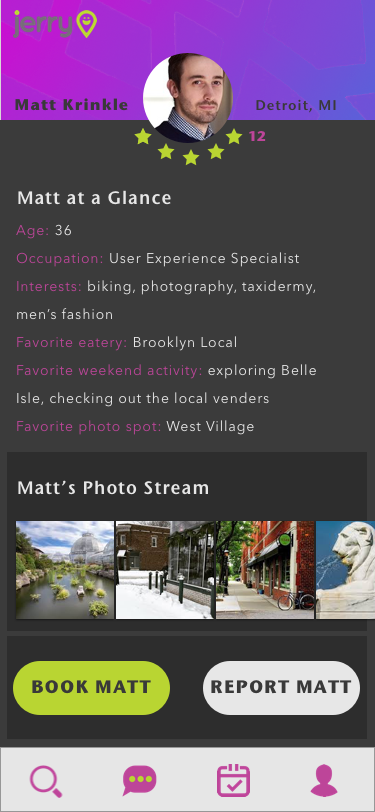 jerry
Matt Krinkle
Detroit, MI
12
Matt at a Glance
Age: 36
Occupation: User Experience Specialist
Interests: biking, photography, taxidermy,
men's fashion
Favorite eatery: Brooklyn Local
Favorite weekend activity: exploring Belle
Isle, checking out the local venders
Favorite photo spot: West Village
Matt's Photo Stream
BOOK MATT
REPORT MATT